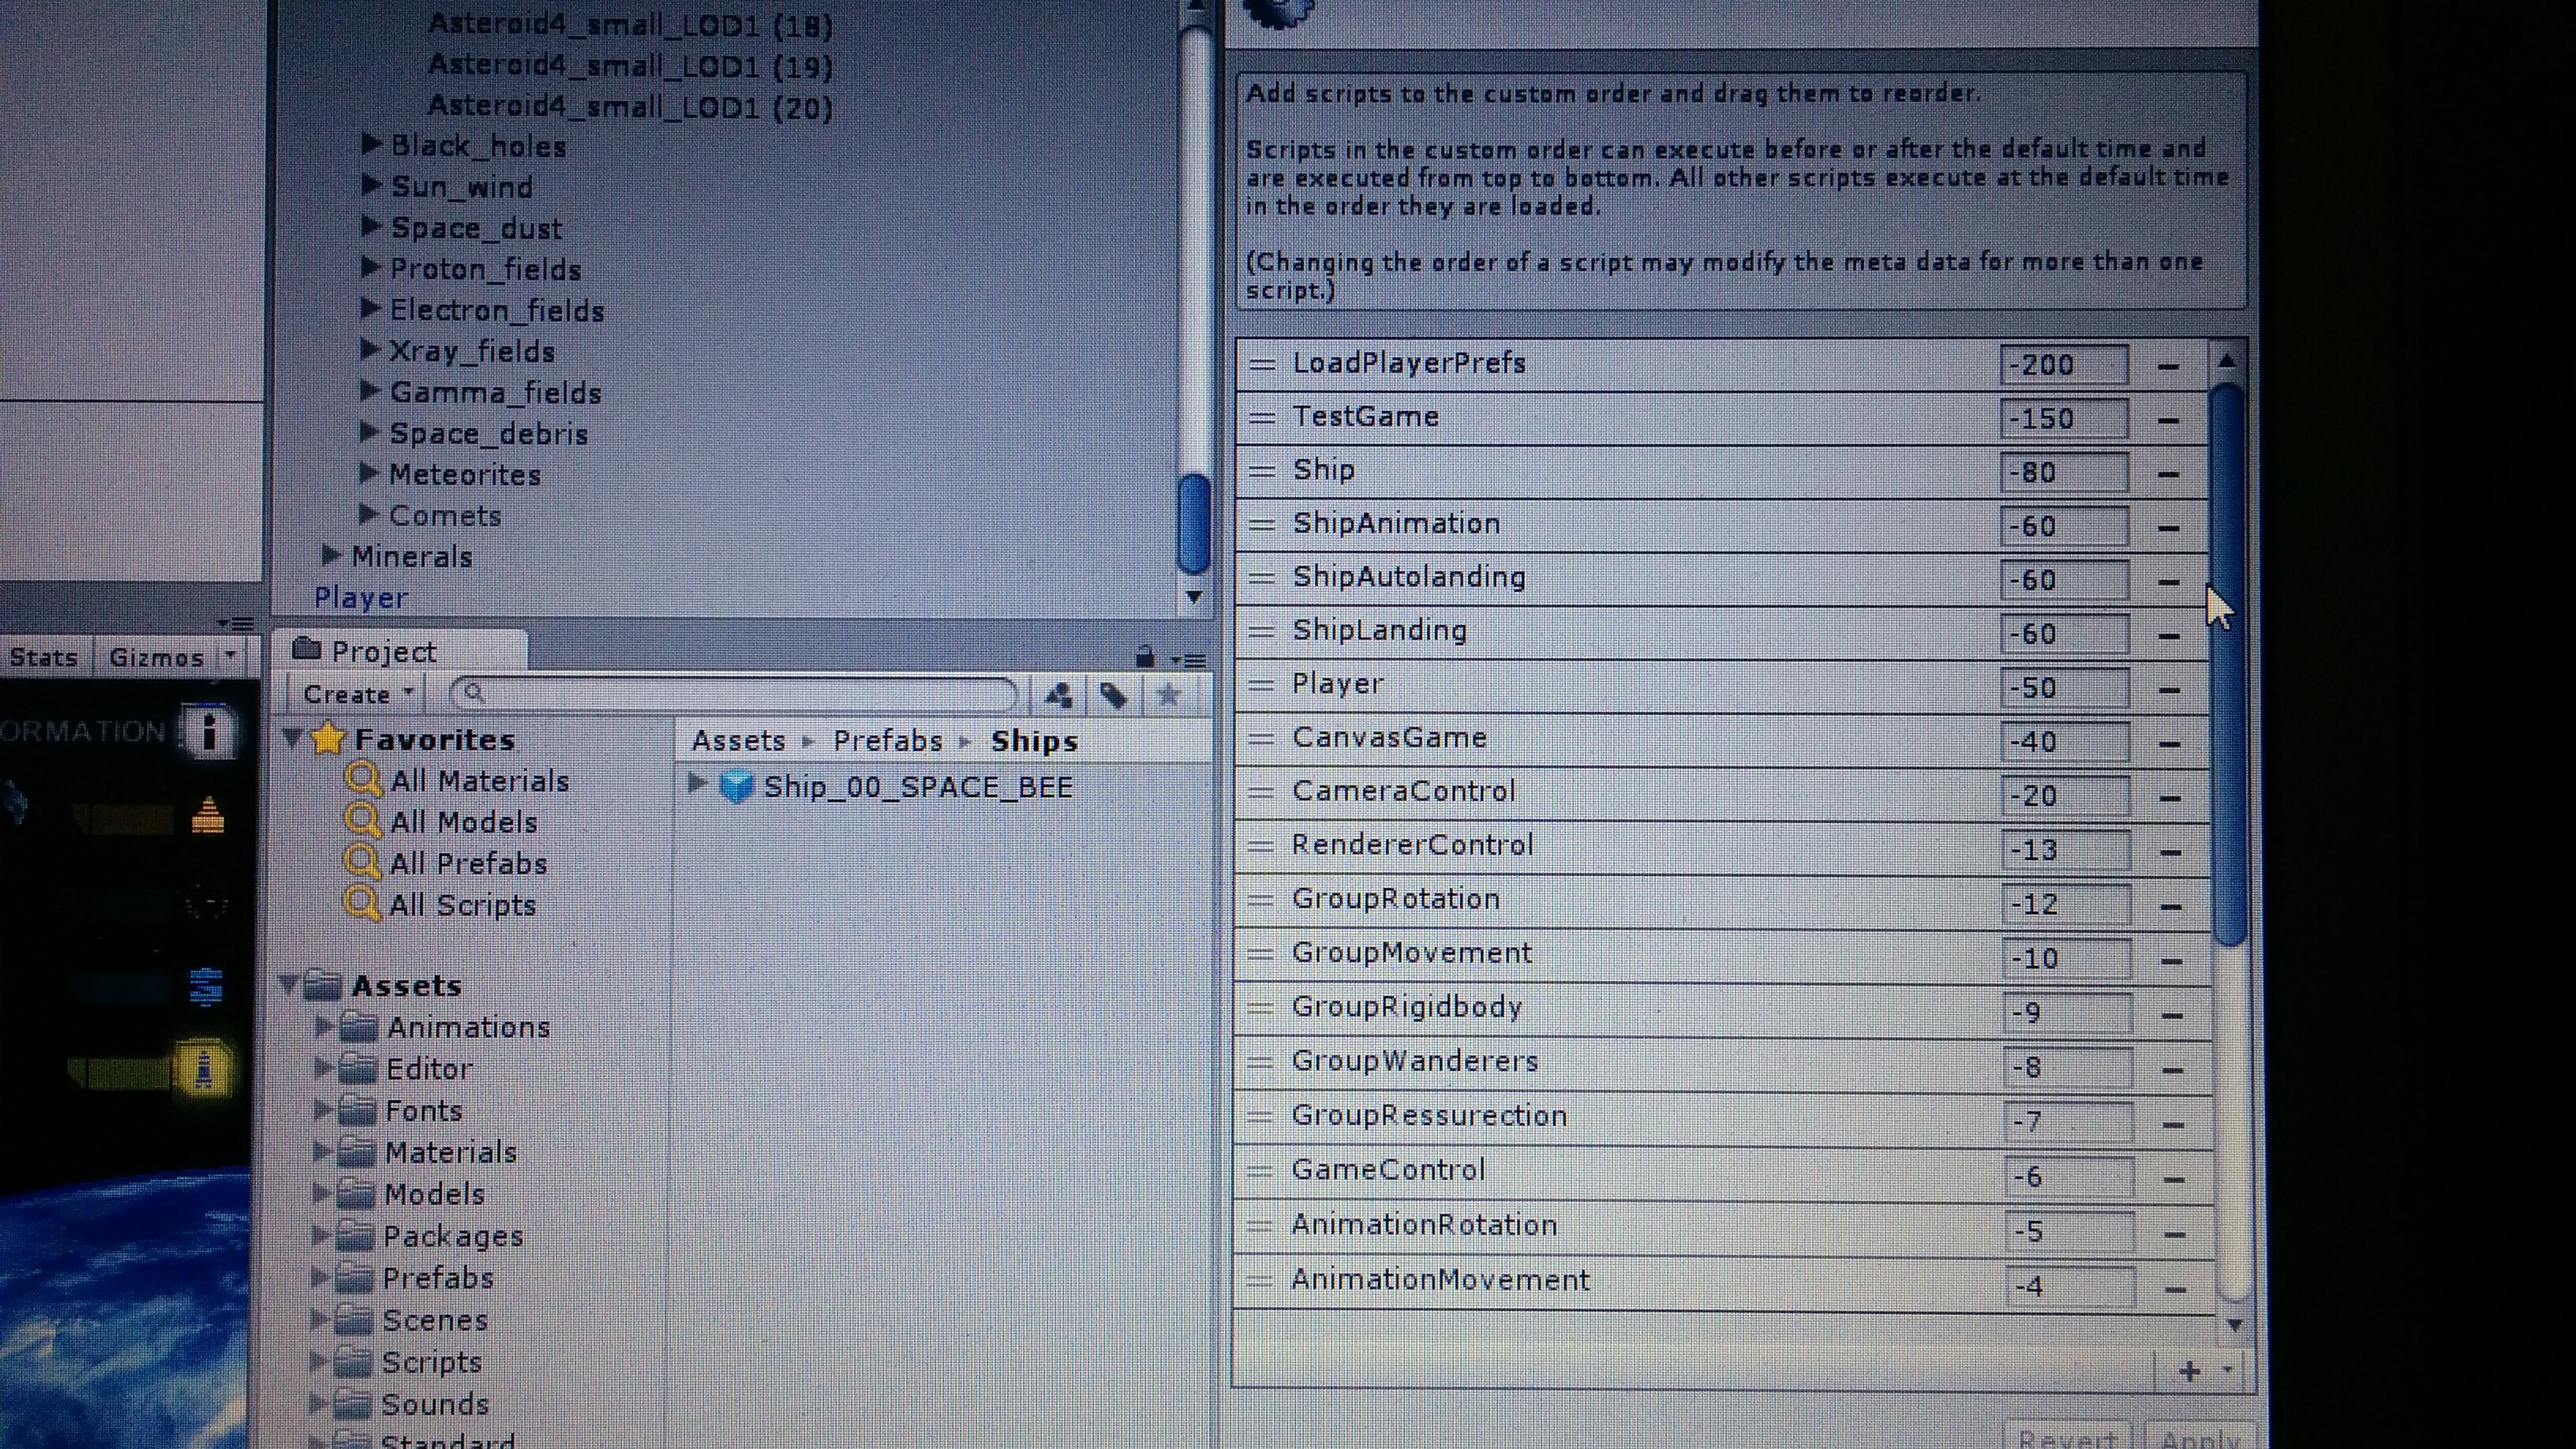 Asteroid4_small_LOD1 (18)
Asteroid4_small_LOD1 (19)
Asteroid4_small_LOD1 (20)
Black_holes
Sun_wind
Space_dust
Proton_fields
Electron_fields
Xray_fields
Gamma_fields
Space_debris
Meteorites
Comets
Minerals
Player
Stats Gizmos
ORMATION i
Project
Create
Favorites
All Materials
All Models
All Prefabs
All Scripts
Assets
Animations
Editor
Fonts
Materials
Models
Packages
Prefabs
Scenes
Scripts
Sounds
Standard
Assets Prefabs Ships
Ship_00_SPACE_BEE
Add scripts to the custom order and drag them to reorder.
Scripts in the custom order can execute before or after the default time and
are executed from top to bottom. All other scripts execute at the default time
in the order they are loaded.
(Changing the order of a script may modify the meta data for more than one
script.)
LoadPlayerPrefs -200
TestGame -150
Ship -80
ShipAnimation -60
ShipAutolanding -60
ShipLanding -60
Player -50
CanvasGame -40
CameraControl -20
RendererControl -13
GroupRotation -12
GroupMovement -10
GroupRigidbody -9
GroupWanderers -8
GroupRessurection -7
GameControl -6
AnimationRotation -5
AnimationMovement -4
Revert Apply